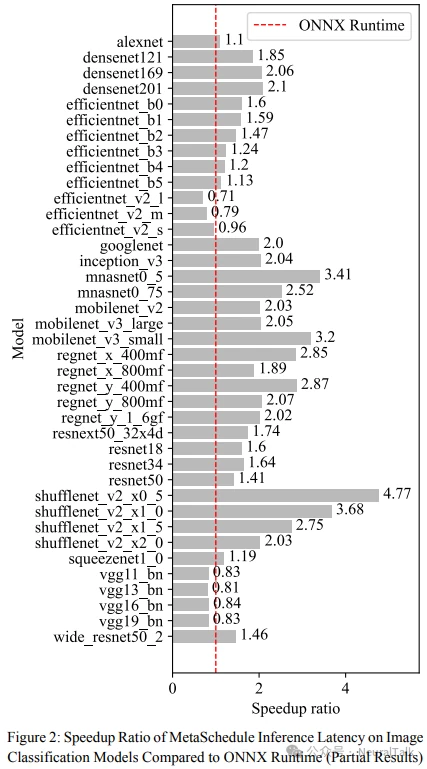 ONNX Runtime
alexnet 1.1
densenet121 1.85
densenet169 2.06
densenet201 2.1
efficientnet_b0 1.6
efficientnet_b1 1.59
efficientnet_b2 1.47
efficientnet_b3 1.24
efficientnet_b4 1.2
efficientnet_b5 1.13
efficientnet_v2_l 0.71
efficientnet_v2_m 0.79
efficientnet_v2_s 0.96
googlenet 2.0
inception_v3 2.04
mnasnet0_5 3.41
mnasnet0_75 2.52
mobilenet_v2 2.03
mobilenet_v3_large 2.05
mobilenet_v3_small 3.2
regnet_x_400mf 2.85
regnet_x_800mf 1.89
regnet_y_400mf 2.87
regnet_y_800mf 2.07
regnet_y_1_6gf 2.02
resnext50_32x4d 1.74
resnet18 1.6
resnet34 1.64
resnet50 1.41
shufflenet_v2_x0_5 4.77
shufflenet_v2_x1_0 3.68
shufflenet_v2_x1_5 2.75
shufflenet_v2_x2_0 2.03
squeezenet1_0 1.19
vgg11_bn 0.83
vgg13_bn 0.81
vgg16_bn 0.84
vgg19_bn 0.83
wide_resnet50_2 1.46
Model
0 2 4
Speedup ratio
Figure 2: Speedup Ratio of MetaSchedule Inference Latency on Image
Classification Models Compared to ONNX Runtime (Partial Results)
公众号 · NeuralTalk